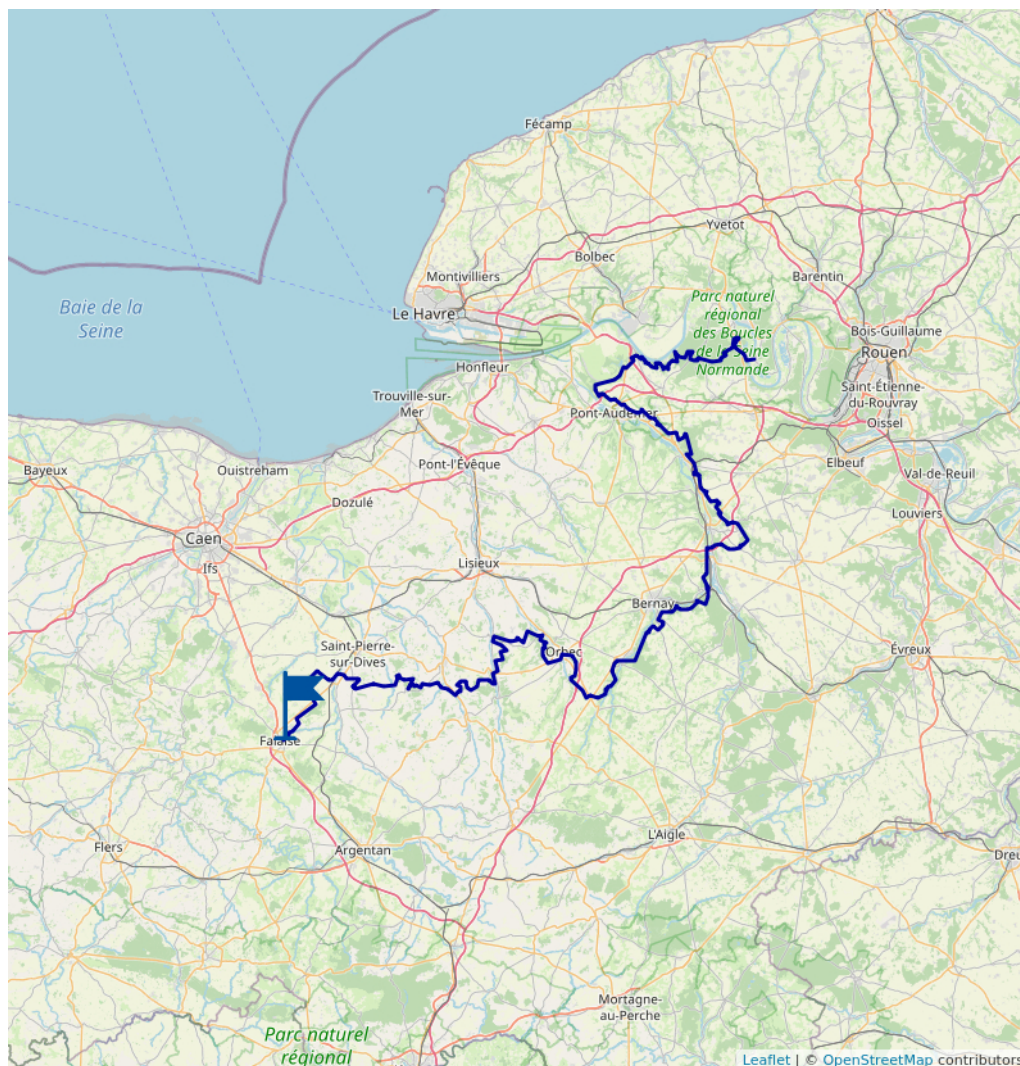 Fécamp
Yvetot
Bolbec
Montivilliers
Barentin
Baie de la
Seine
Parc naturel
régional
des Boucles
de la Seine
Normande
Le Havre
Bois-Guillaume
Rouen
Honfleur
Saint-Étienne-
du-Rouvray
Trouville-sur-
Mer
Pont-Audemer
Oissel
Bayeux
Ouistreham
Pont-l'Évêque
Elbeuf
Val-de-Reuil
Dozulé
Louviers
Caen
Ifs
Lisieux
Bernay
Saint-Pierre-
sur-Dives
Orbec
Évreux
Falaise
L'Aigle
Flers
Argentan
Dreu
Mortagne-
au-Perche
Parc naturel
régional
Leaflet | © OpenStreetMap contributors